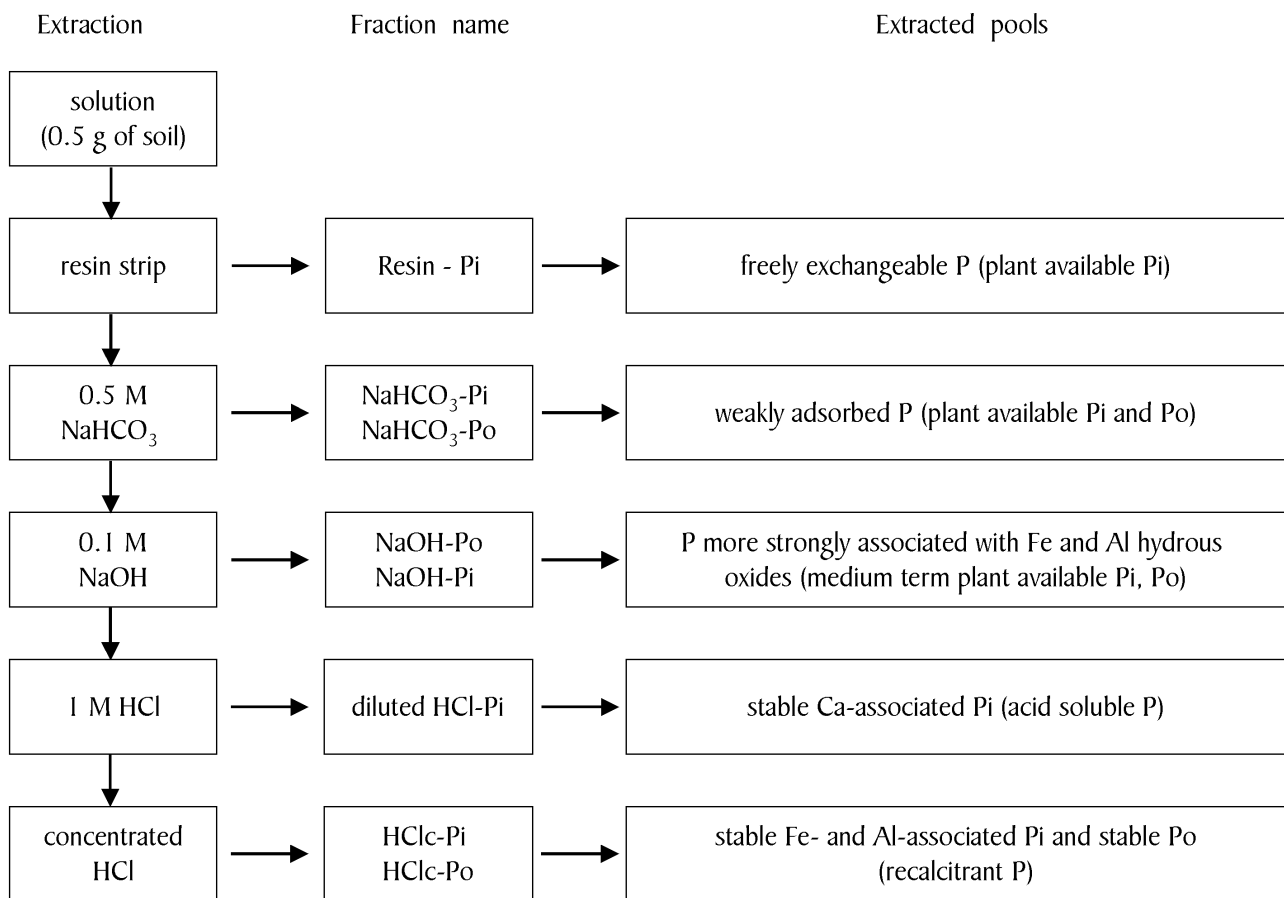 Extraction
Fraction name
Extracted pools
solution
(0.5 g of soil)
resin strip
Resin - Pi
freely exchangeable P (plant available Pi)
0.5 M
NaHCO₃
NaHCO₃-Pi
NaHCO₃-Po
weakly adsorbed P (plant available Pi and Po)
0.1 M
NaOH
NaOH-Po
NaOH-Pi
P more strongly associated with Fe and Al hydrous
oxides (medium term plant available Pi, Po)
1 M HCl
diluted HCl-Pi
stable Ca-associated Pi (acid soluble P)
concentrated
HCl
HClc-Pi
HClc-Po
stable Fe- and Al-associated Pi and stable Po
(recalcitrant P)